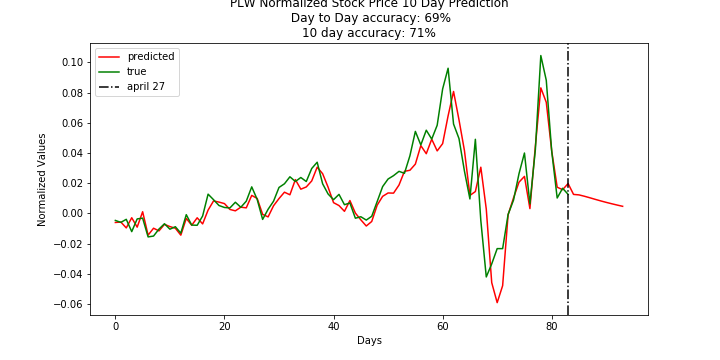 PLW Normalized Stock Price 10 Day Prediction
Day to Day accuracy: 69%
10 day accuracy: 71%
predicted
true
april 27
Normalized Values
0.10
0.08
0.06
0.04
0.02
0.00
−0.02
−0.04
−0.06
0
20
40
60
80
Days